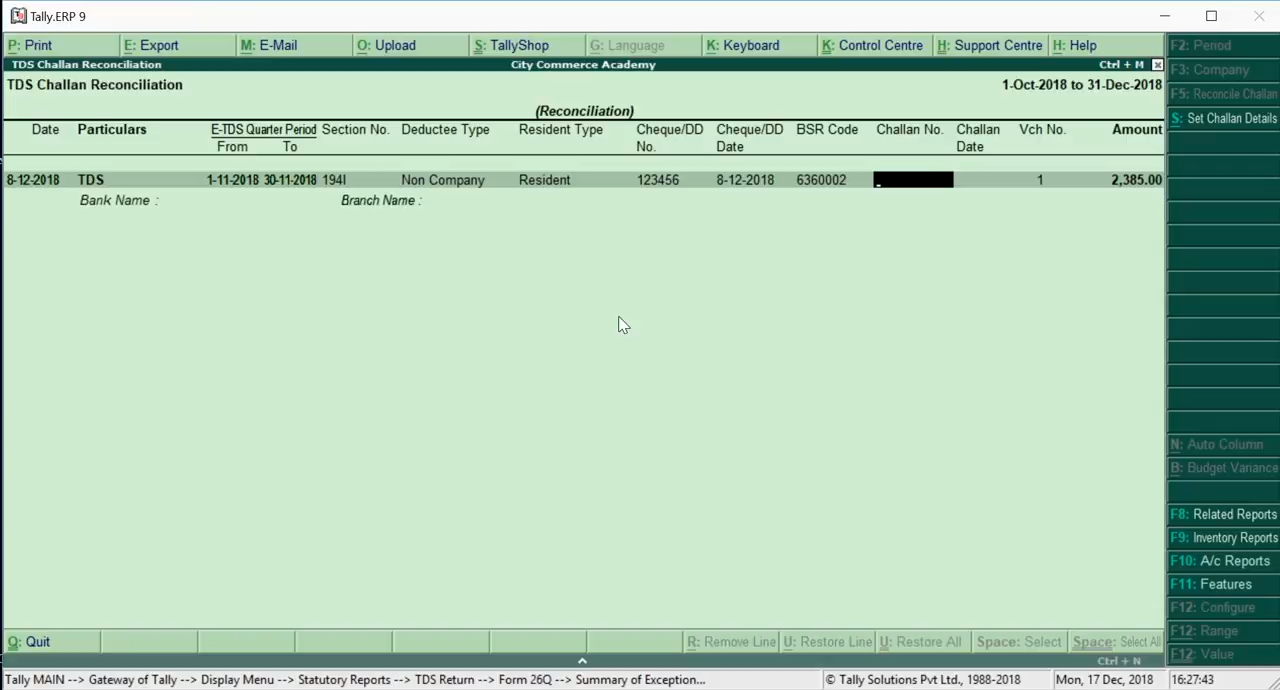 Tally.ERP 9
P: Print E: Export M: E-Mail O: Upload S: TallyShop G: Language K: Keyboard K: Control Centre H: Support Centre H: Help
F2: Period
TDS Challan Reconciliation City Commerce Academy Ctrl + M
F3: Company
TDS Challan Reconciliation 1-Oct-2018 to 31-Dec-2018
F5: Reconcile Challan
(Reconciliation)
S: Set Challan Details
Date Particulars E-TDS Quarter Period Section No. Deductee Type Resident Type Cheque/DD Cheque/DD BSR Code Challan No. Challan Vch No. Amount
From To No. Date Date
8-12-2018 TDS 1-11-2018 30-11-2018 194I Non Company Resident 123456 8-12-2018 6360002 1 2,385.00
Bank Name : Branch Name :
N: Auto Column
B: Budget Variance
F8: Related Reports
F9: Inventory Reports
F10: A/c Reports
F11: Features
F12: Configure
F12: Range
F12: Value
Q: Quit R: Remove Line U: Restore Line U: Restore All Space: Select Space: Select All
Ctrl + N
Tally MAIN --> Gateway of Tally --> Display Menu --> Statutory Reports --> TDS Return --> Form 26Q --> Summary of Exception... © Tally Solutions Pvt Ltd., 1988-2018 Mon, 17 Dec, 2018 16:27:43